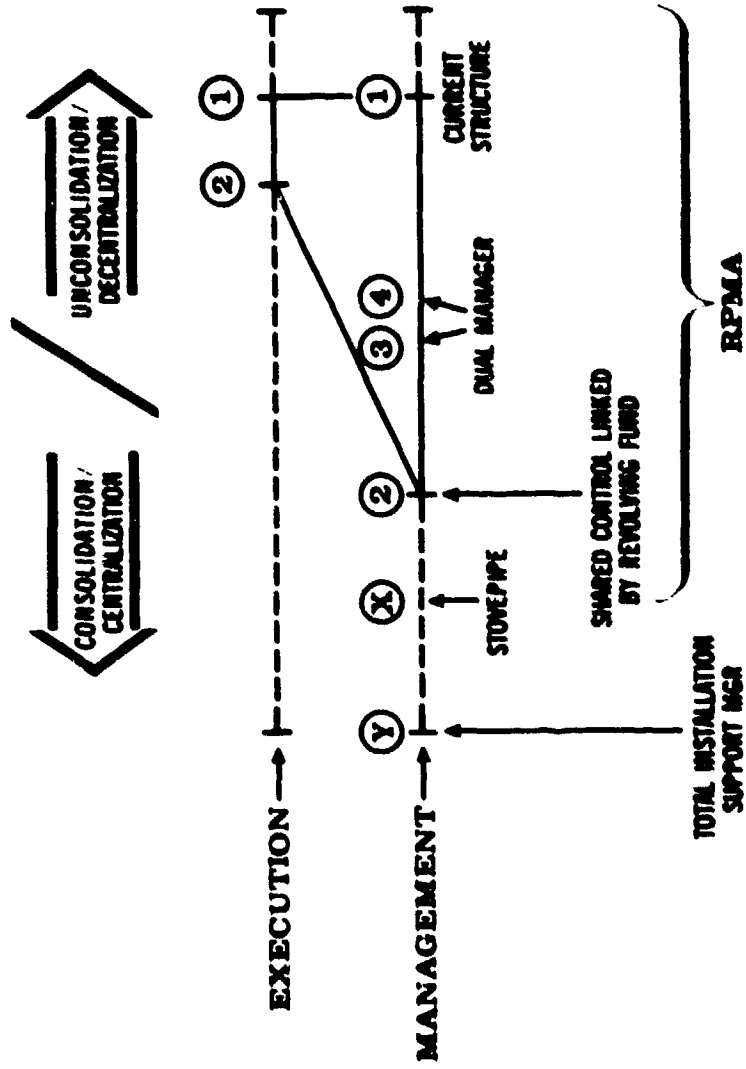 CONSOLIDATION/
CENTRALIZATION
UNCONSOLIDATION/
DECENTRALIZATION
EXECUTION
2
1
MANAGEMENT
Y
X
2
3
4
1
STOVEPIPE
DUAL MANAGER
CURRENT
STRUCTURE
TOTAL INSTALLATION
SUPPORT MGR
SHARED CONTROL LINKED
BY REVOLVING FUND
RPMA